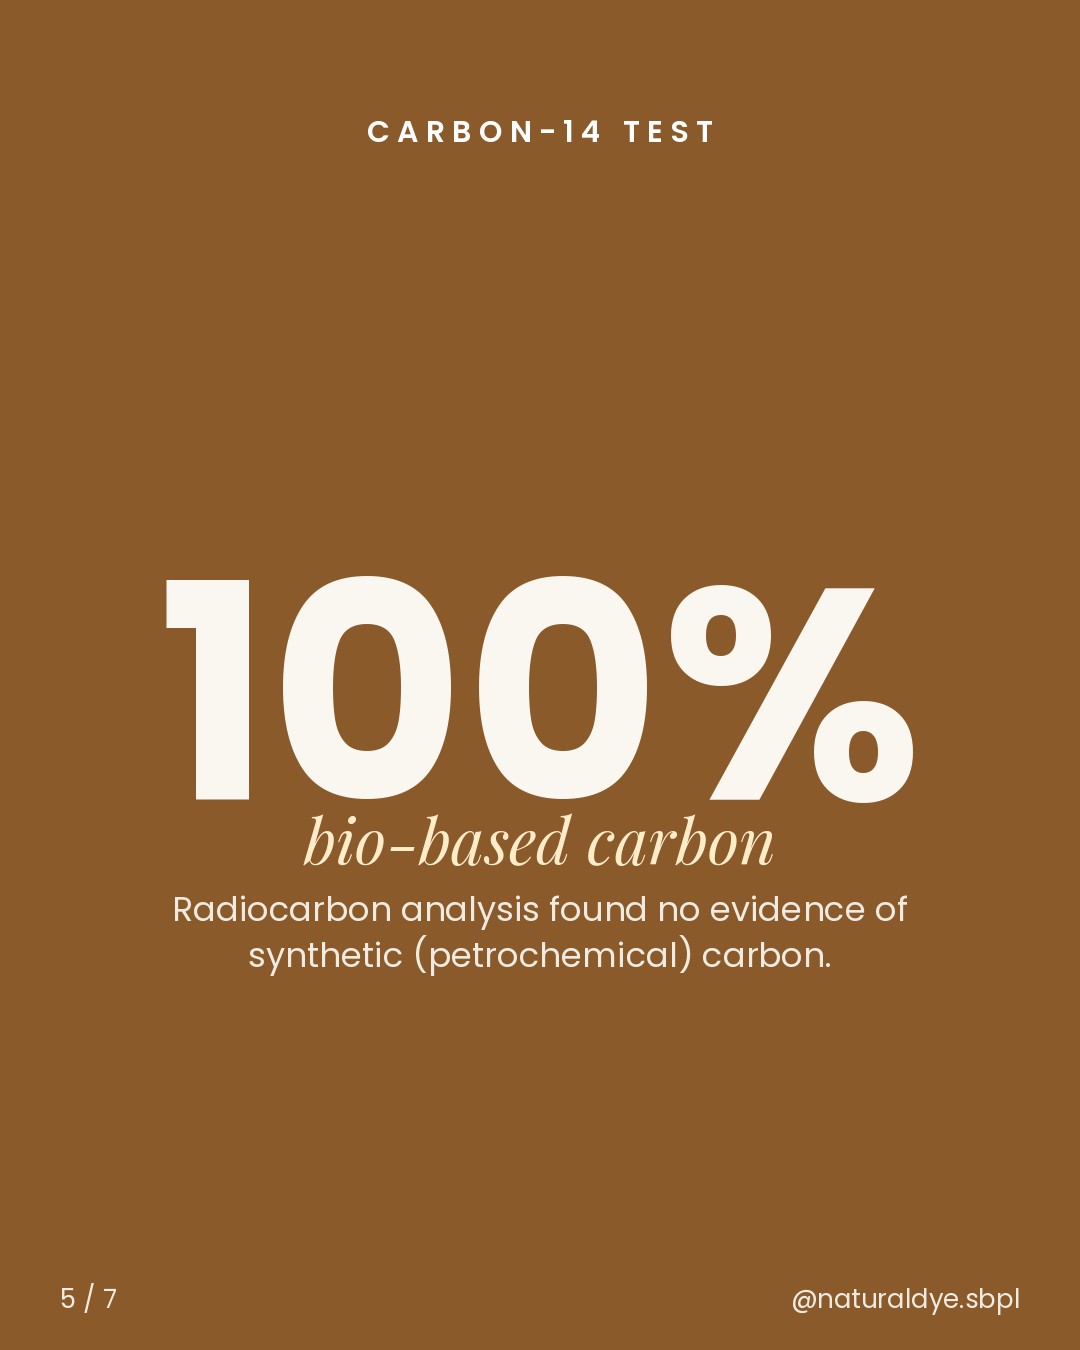 CARBON-14 TEST
100%
bio-based carbon
Radiocarbon analysis found no evidence of
synthetic (petrochemical) carbon.
5 / 7
@naturaldye.sbpl